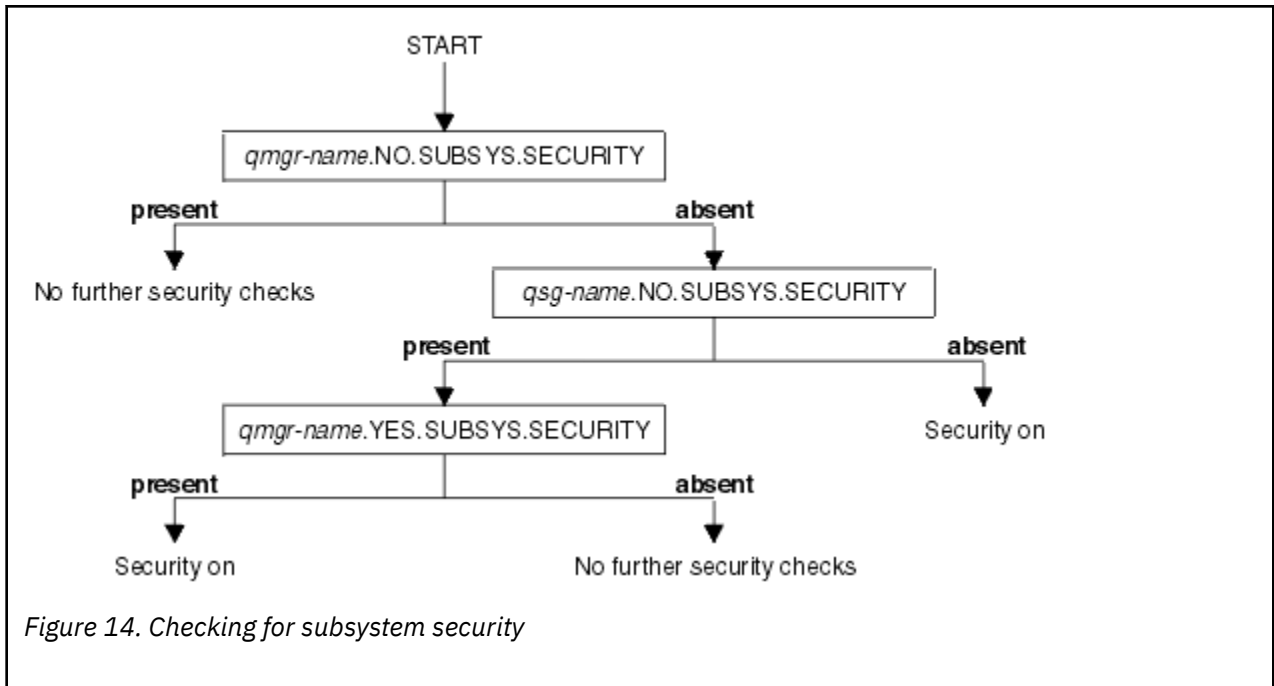 START
qmgr-name.NO.SUBSYS.SECURITY
present absent
No further security checks
qsg-name.NO.SUBSYS.SECURITY
present absent
qmgr-name.YES.SUBSYS.SECURITY
Security on
present absent
Security on
No further security checks
Figure 14. Checking for subsystem security